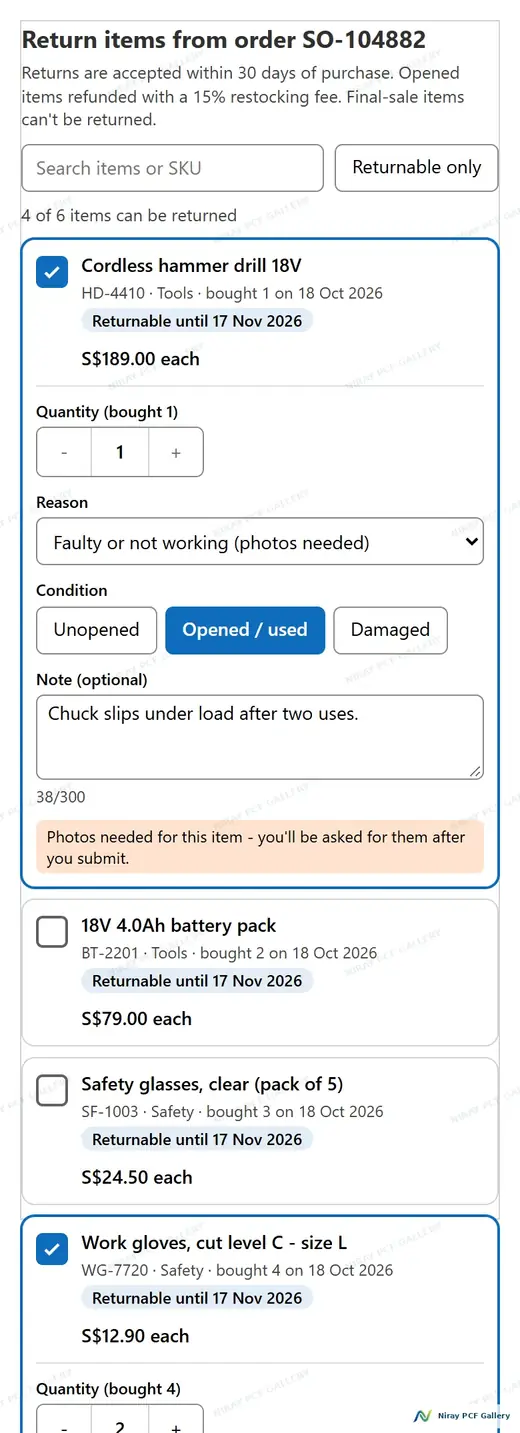 Return items from order SO-104882
Returns are accepted within 30 days of purchase. Opened
items refunded with a 15% restocking fee. Final-sale items
can't be returned.
Search items or SKU
Returnable only
4 of 6 items can be returned
Cordless hammer drill 18V
HD-4410 · Tools · bought 1 on 18 Oct 2026
Returnable until 17 Nov 2026
S$189.00 each
Quantity (bought 1)
- 1 +
Reason
Faulty or not working (photos needed)
Condition
Unopened
Opened / used
Damaged
Note (optional)
Chuck slips under load after two uses.
38/300
Photos needed for this item - you'll be asked for them after
you submit.
18V 4.0Ah battery pack
BT-2201 · Tools · bought 2 on 18 Oct 2026
Returnable until 17 Nov 2026
S$79.00 each
Safety glasses, clear (pack of 5)
SF-1003 · Safety · bought 3 on 18 Oct 2026
Returnable until 17 Nov 2026
S$24.50 each
Work gloves, cut level C - size L
WG-7720 · Safety · bought 4 on 18 Oct 2026
Returnable until 17 Nov 2026
S$12.90 each
Quantity (bought 4)
- 2 +
Niray PCF Gallery
NIRAY PCF GALLERY